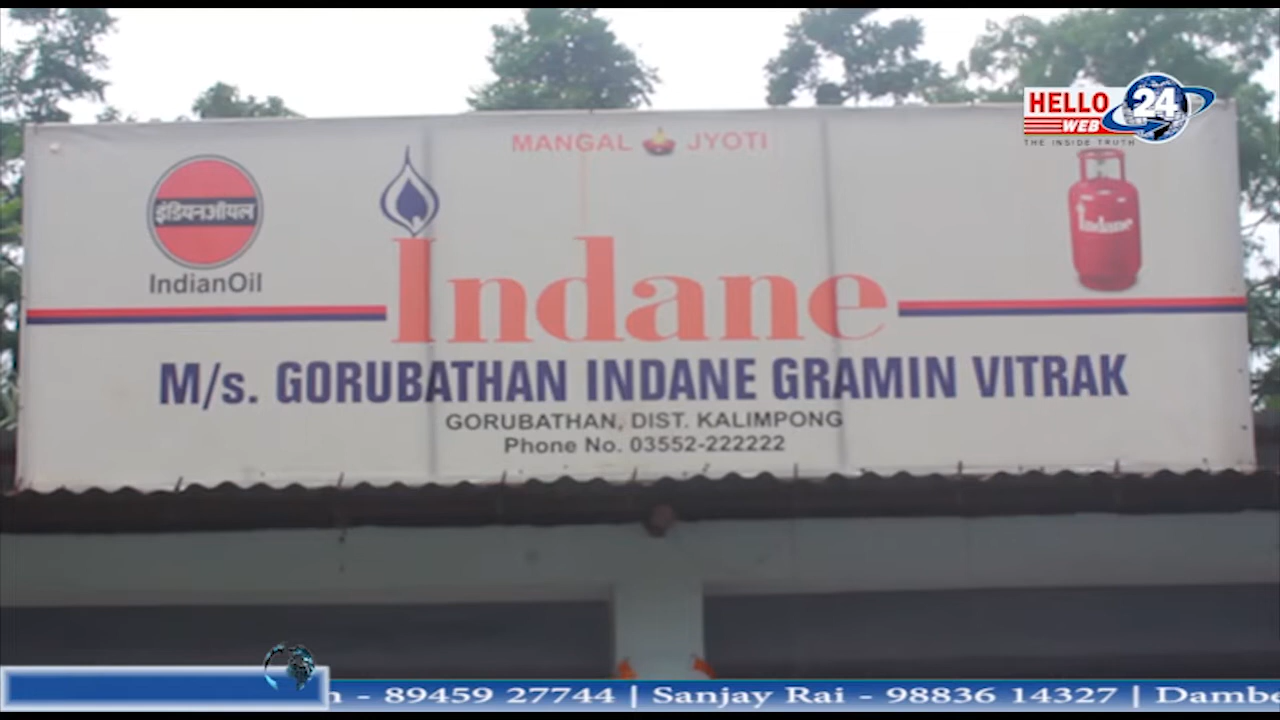 HELLO 24
WEB
THE INSIDE TRUTH
MANGAL JYOTI
इंडियनऑयल
IndianOil
Indane
Indane
M/s. GORUBATHAN INDANE GRAMIN VITRAK
GORUBATHAN, DIST. KALIMPONG
Phone No. 03552-222222
- 89459 27744 | Sanjay Rai - 98836 14327 |